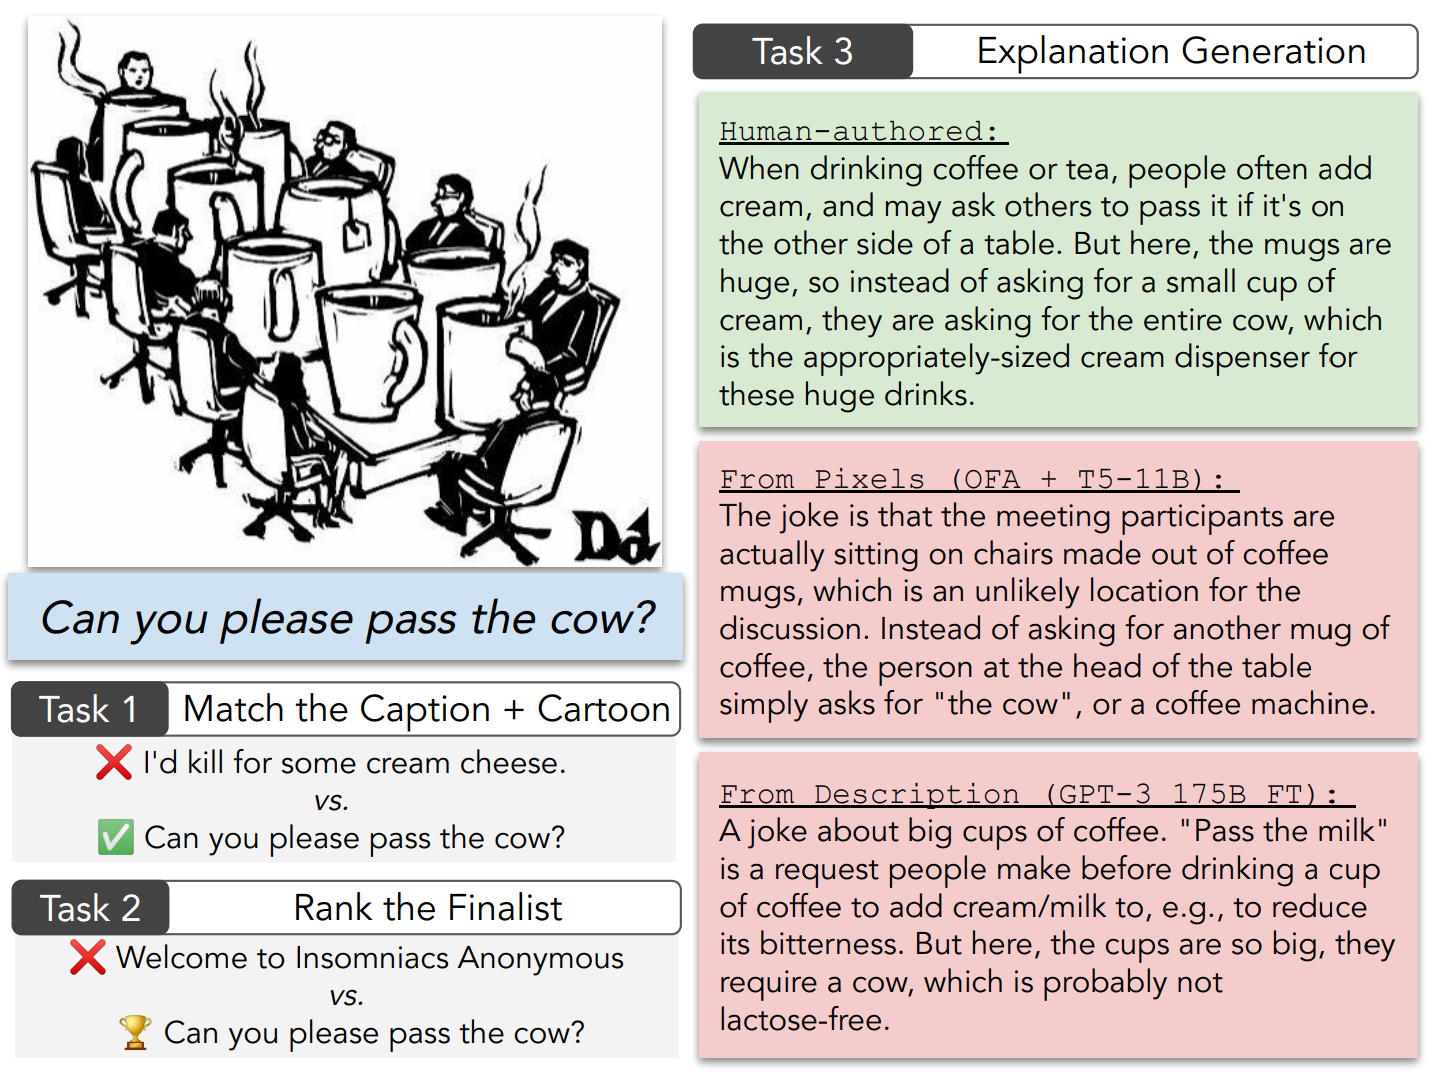 Dd
Can you please pass the cow?
Task 1 Match the Caption + Cartoon
I'd kill for some cream cheese.
vs.
Can you please pass the cow?
Task 2 Rank the Finalist
Welcome to Insomniacs Anonymous
vs.
Can you please pass the cow?
Task 3 Explanation Generation
Human-authored:
When drinking coffee or tea, people often add
cream, and may ask others to pass it if it's on
the other side of a table. But here, the mugs are
huge, so instead of asking for a small cup of
cream, they are asking for the entire cow, which
is the appropriately-sized cream dispenser for
these huge drinks.
From Pixels (OFA + T5-11B):
The joke is that the meeting participants are
actually sitting on chairs made out of coffee
mugs, which is an unlikely location for the
discussion. Instead of asking for another mug of
coffee, the person at the head of the table
simply asks for "the cow", or a coffee machine.
From Description (GPT-3 175B FT):
A joke about big cups of coffee. "Pass the milk"
is a request people make before drinking a cup
of coffee to add cream/milk to, e.g., to reduce
its bitterness. But here, the cups are so big, they
require a cow, which is probably not
lactose-free.